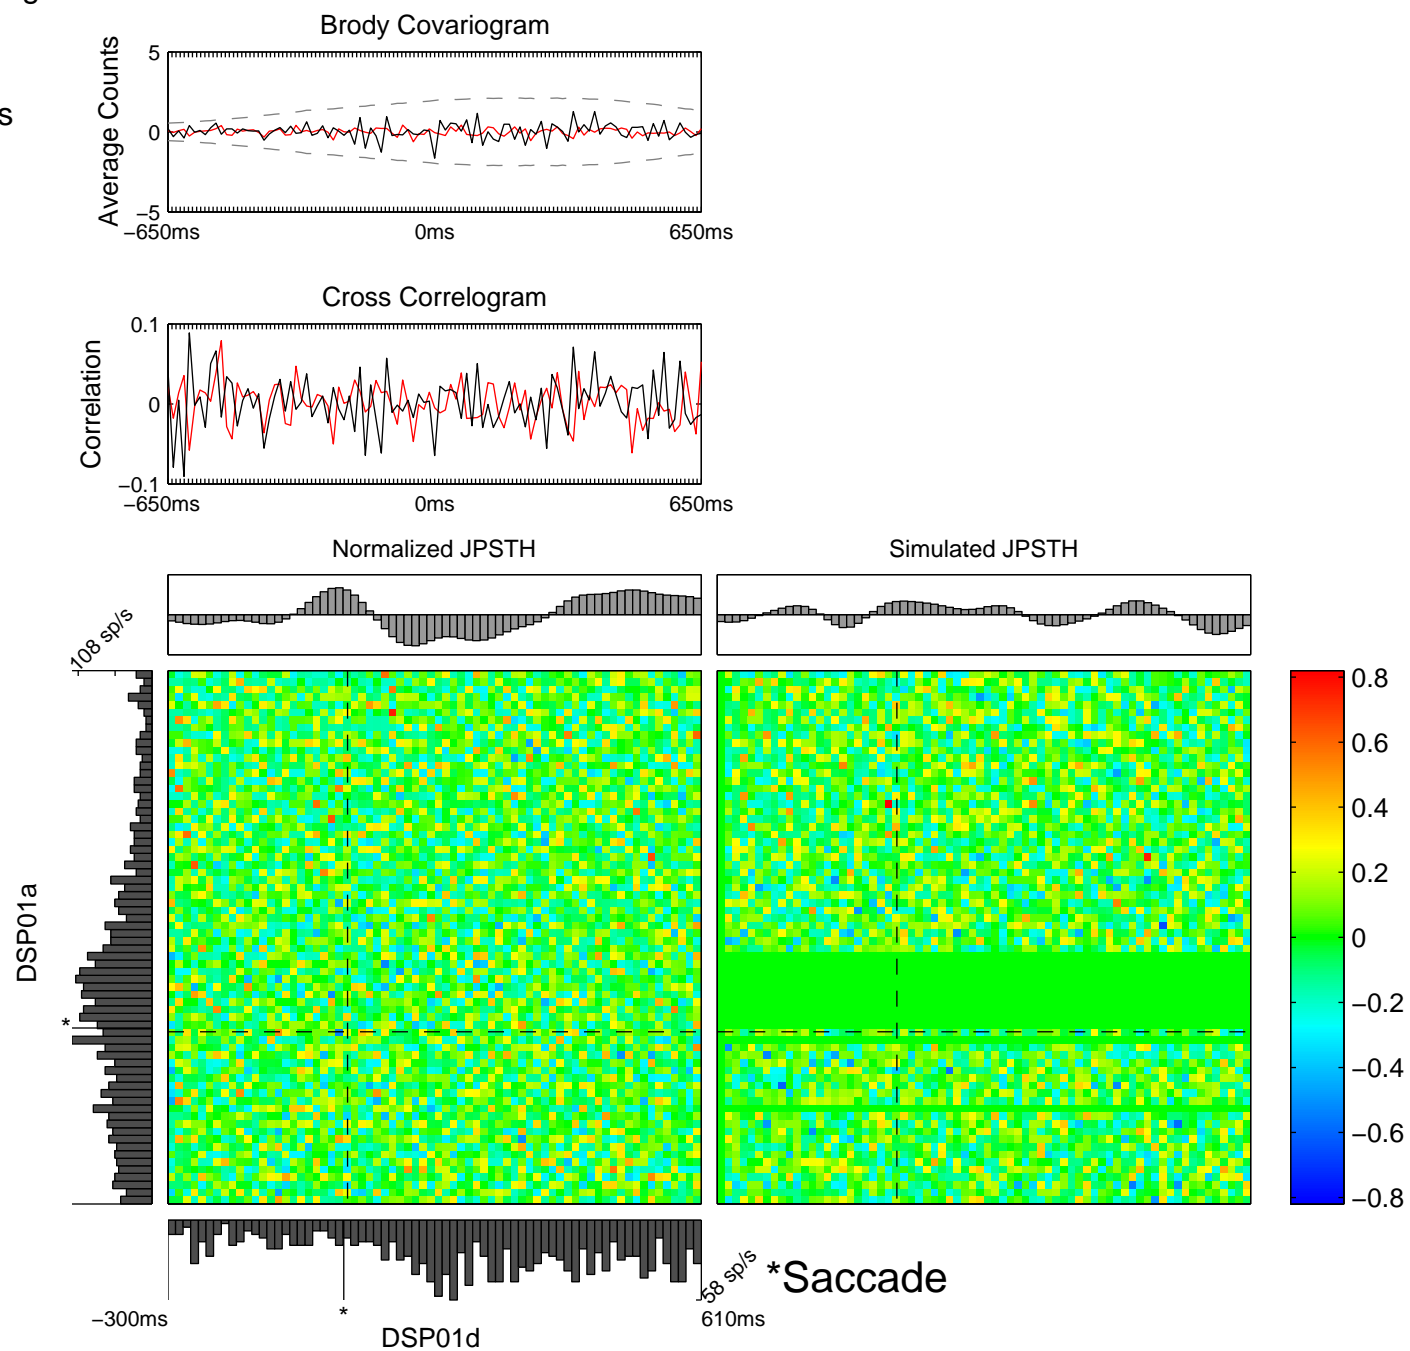 g
Brody Covariogram
s
Average Counts
5
0
−5
−650ms 0ms 650ms
Cross Correlogram
Correlation
0.1
0
−0.1
−650ms 0ms 650ms
Normalized JPSTH
Simulated JPSTH
108 sp/s
DSP01a
*
0.8
0.6
0.4
0.2
0
−0.2
−0.4
−0.6
−0.8
58 sp/s
*Saccade
−300ms
*
610ms
DSP01d